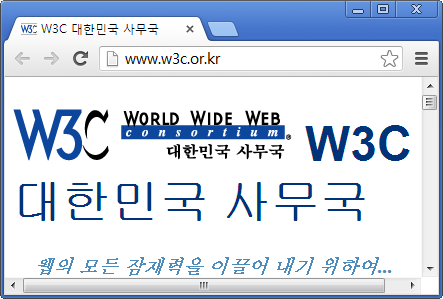 W3C 대한민국 사무국
www.w3c.or.kr
W3C WORLD WIDE WEB consortium® 대한민국 사무국 W3C
대한민국 사무국
웹의 모든 잠재력을 이끌어 내기 위하여...